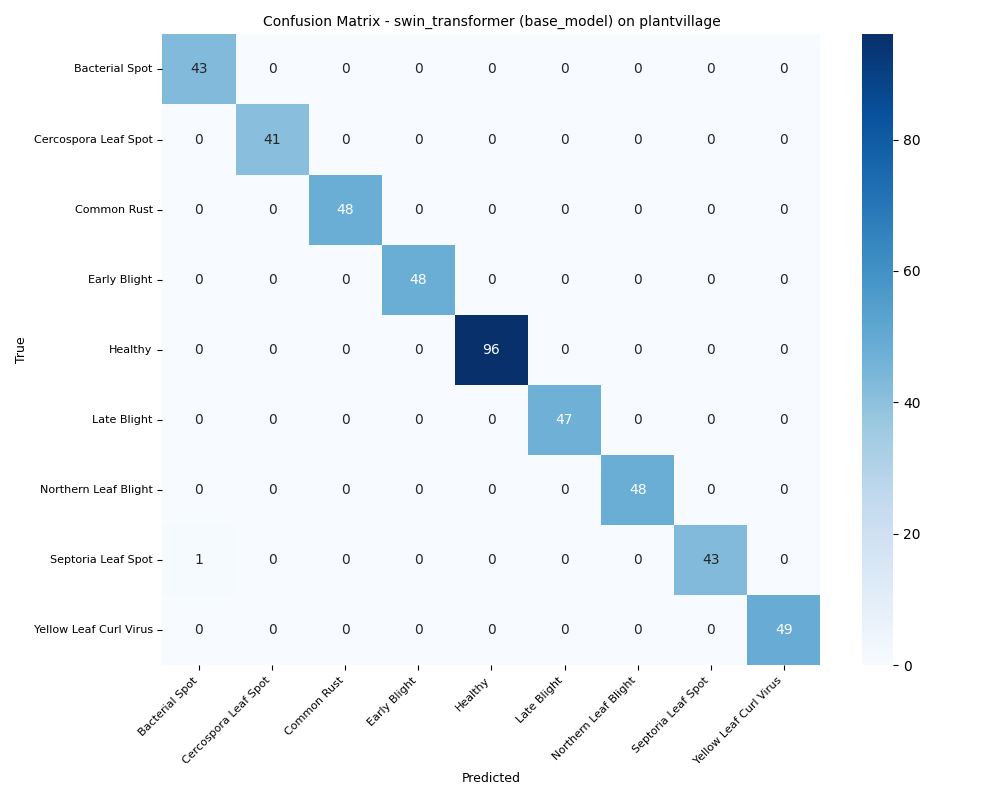 Confusion Matrix - swin_transformer (base_model) on plantvillage
True
Bacterial Spot 43 0 0 0 0 0 0 0 0
Cercospora Leaf Spot 0 41 0 0 0 0 0 0 0
Common Rust 0 0 48 0 0 0 0 0 0
Early Blight 0 0 0 48 0 0 0 0 0
Healthy 0 0 0 0 96 0 0 0 0
Late Blight 0 0 0 0 0 47 0 0 0
Northern Leaf Blight 0 0 0 0 0 0 48 0 0
Septoria Leaf Spot 1 0 0 0 0 0 0 43 0
Yellow Leaf Curl Virus 0 0 0 0 0 0 0 0 49
Bacterial Spot
Cercospora Leaf Spot
Common Rust
Early Blight
Healthy
Late Blight
Northern Leaf Blight
Septoria Leaf Spot
Yellow Leaf Curl Virus
Predicted
80
60
40
20
0